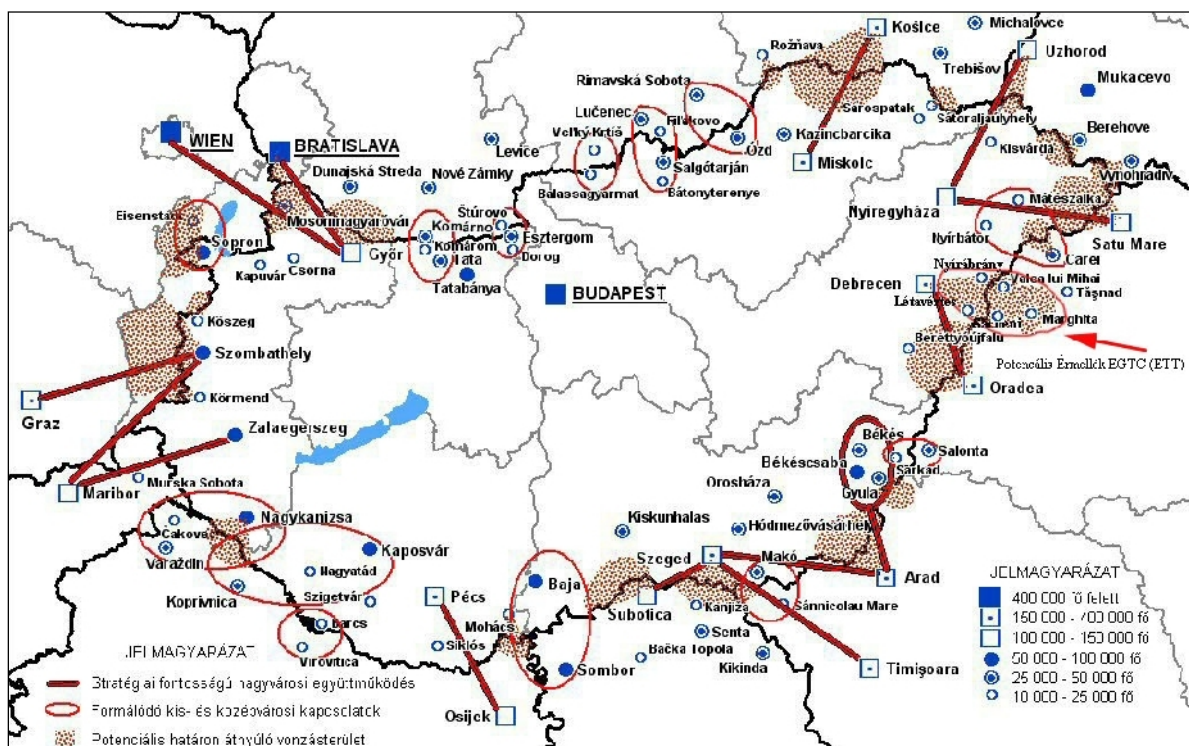 Košice
Michalovce
Rožňava
Uzhorod
Trebišov
Mukacevo
Rimavská Sobota
Sárospatak
Sátoraljaujhely
WIEN
BRATISLAVA
Levice
Lučenec
Fiľakovo
Veľký Krtíš
Ózd
Kazincbarcika
Kisvárda
Berehove
Vynohradiv
Miskolc
Salgótarján
Balassagyarmat
Bátonyterenye
Dunajská Streda
Nové Zámky
Eisenstadt
Mosonmagyaróvár
Štúrovo
Nyíregyháza
Mátészalka
Sopron
Komárno
Esztergom
Nyírbátor
Satu Mare
Kapuvár
Csorna
Győr
Komárom
Dorog
Tata
Carei
Tatabánya
Nyírábrány
Valea lui Mihai
BUDAPEST
Debrecen
Tășnad
Létavértes
Marghita
Kőszeg
Berettyóújfalu
Szombathely
Potenciális Érmellék EGTC (ETT)
Oradea
Graz
Körmend
Zalaegerszeg
Békés
Salonta
Békéscsaba
Sarkad
Murska Sobota
Gyula
Maribor
Orosháza
Nagykanizsa
Cakovec
Kiskunhalas
Hódmezővásárhely
Varaždin
Kaposvár
Szeged
Makó
Nagyatád
Baja
Arad
JELMAGYARÁZAT
Koprivnica
Szigetvár
Pécs
Subotica
Kanjiža
Sânnicolau Mare
400 000 fő felett
150 000 - 400 000 fő
Barcs
Mohács
100 000 - 150 000 fő
Senta
Siklós
50 000 - 100 000 fő
JELMAGYARÁZAT
Virovitica
Bačka Topola
Kikinda
Timișoara
Sombor
25 000 - 50 000 fő
Stratégiai fontosságú nagyvárosi együttműködés
10 000 - 25 000 fő
Formálódó kis- és középvárosi kapcsolatok
Osijek
Potenciális határon átnyúló vonzásterület